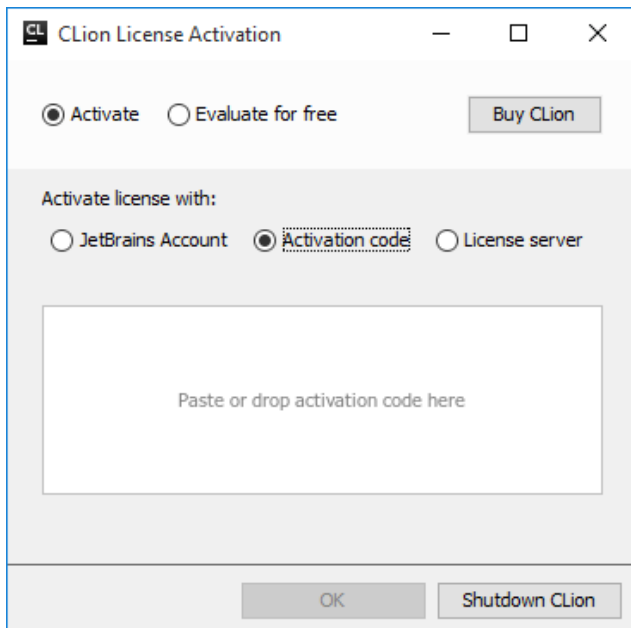 CL CLion License Activation
Activate Evaluate for free Buy CLion
Activate license with:
JetBrains Account Activation code License server
Paste or drop activation code here
OK Shutdown CLion